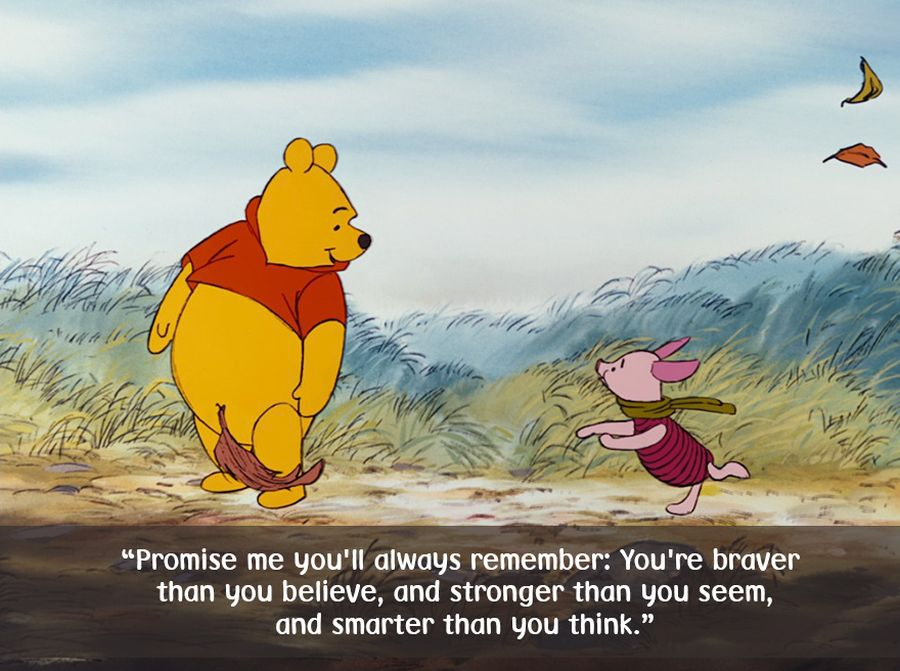 “Promise me you'll always remember: You're braver
than you believe, and stronger than you seem,
and smarter than you think.”